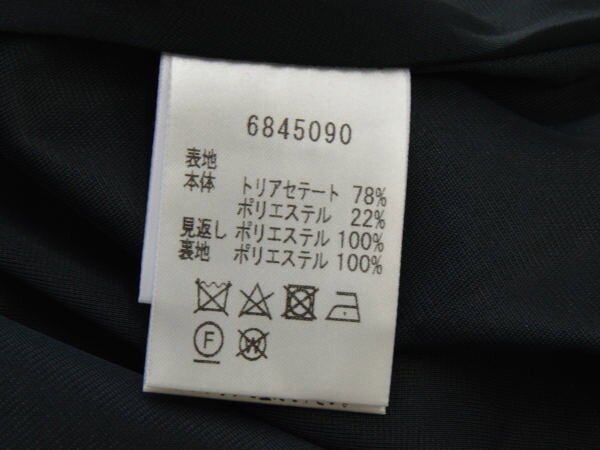 6845090
表地
本体 トリアセテート 78%
ポリエステル 22%
見返し ポリエステル 100%
裏地 ポリエステル 100%
F W